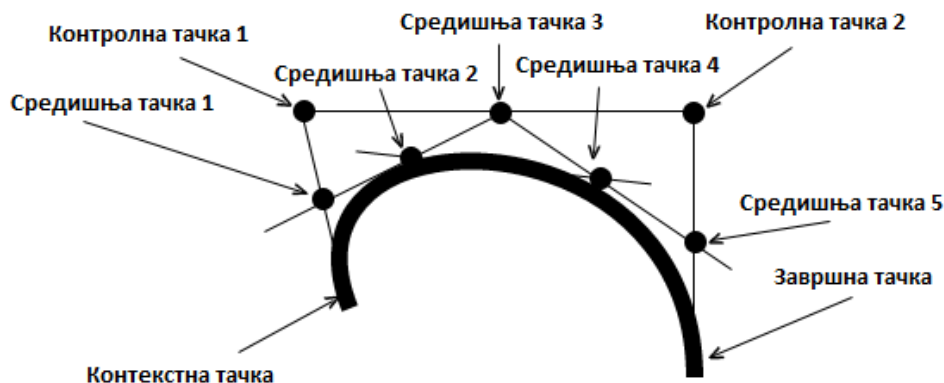 Средишња тачка 3
Контролна тачка 1
Контролна тачка 2
Средишња тачка 2
Средишња тачка 4
Средишња тачка 1
Средишња тачка 5
Завршна тачка
Контекстна тачка